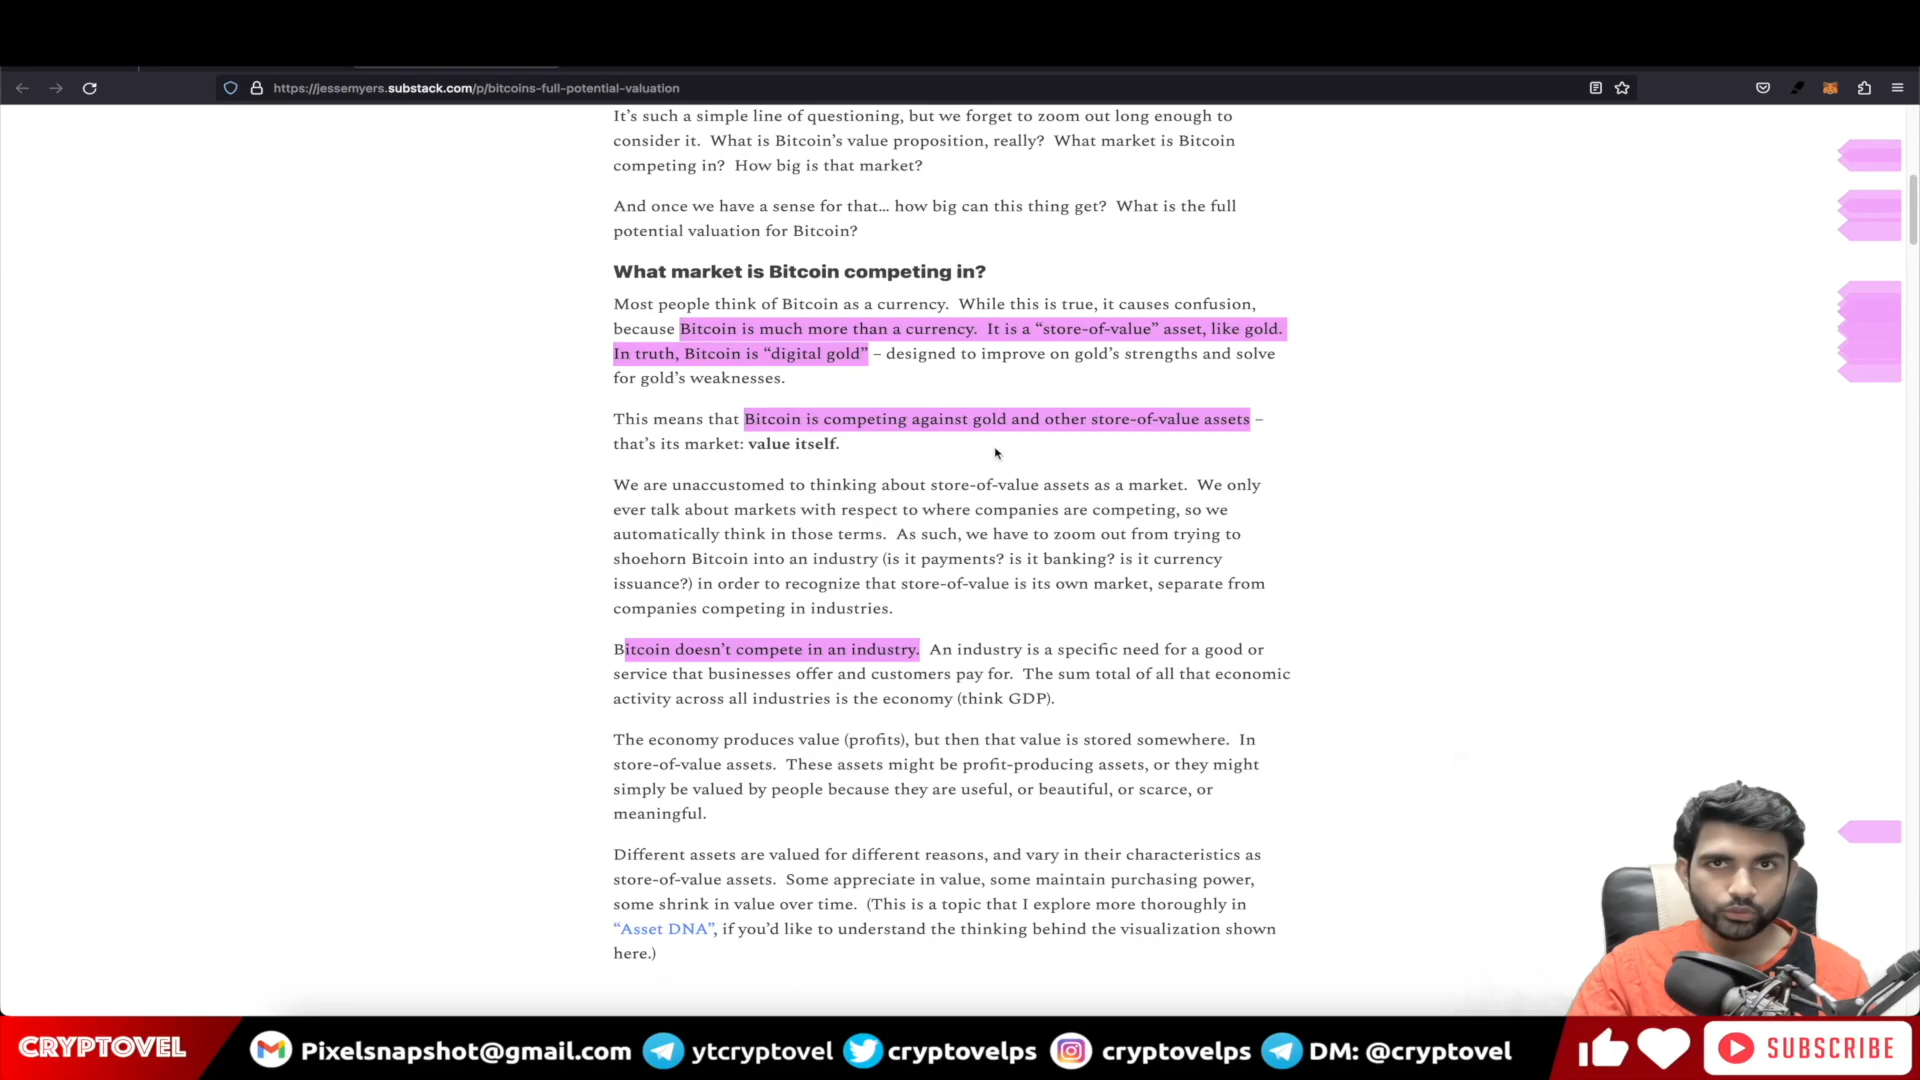 https://jessemyers.substack.com/p/bitcoins-full-potential-valuation
It's such a simple line of questioning, but we forget to zoom out long enough to
consider it.  What is Bitcoin's value proposition, really?  What market is Bitcoin
competing in?  How big is that market?
And once we have a sense for that… how big can this thing get?  What is the full
potential valuation for Bitcoin?
What market is Bitcoin competing in?
Most people think of Bitcoin as a currency.  While this is true, it causes confusion,
because Bitcoin is much more than a currency.  It is a “store-of-value” asset, like gold.
In truth, Bitcoin is “digital gold” – designed to improve on gold’s strengths and solve
for gold’s weaknesses.
This means that Bitcoin is competing against gold and other store-of-value assets –
that’s its market: value itself.
We are unaccustomed to thinking about store-of-value assets as a market.  We only
ever talk about markets with respect to where companies are competing, so we
automatically think in those terms.  As such, we have to zoom out from trying to
shoehorn Bitcoin into an industry (is it payments? is it banking? is it currency
issuance?) in order to recognize that store-of-value is its own market, separate from
companies competing in industries.
Bitcoin doesn’t compete in an industry.  An industry is a specific need for a good or
service that businesses offer and customers pay for.  The sum total of all that economic
activity across all industries is the economy (think GDP).
The economy produces value (profits), but then that value is stored somewhere.  In
store-of-value assets.  These assets might be profit-producing assets, or they might
simply be valued by people because they are useful, or beautiful, or scarce, or
meaningful.
Different assets are valued for different reasons, and vary in their characteristics as
store-of-value assets.  Some appreciate in value, some maintain purchasing power,
some shrink in value over time.  (This is a topic that I explore more thoroughly in
“Asset DNA”, if you’d like to understand the thinking behind the visualization shown
here.)
CRYPTOVEL Pixelsnapshot@gmail.com ytcryptovel cryptovelps cryptovelps DM: @cryptovel SUBSCRIBE